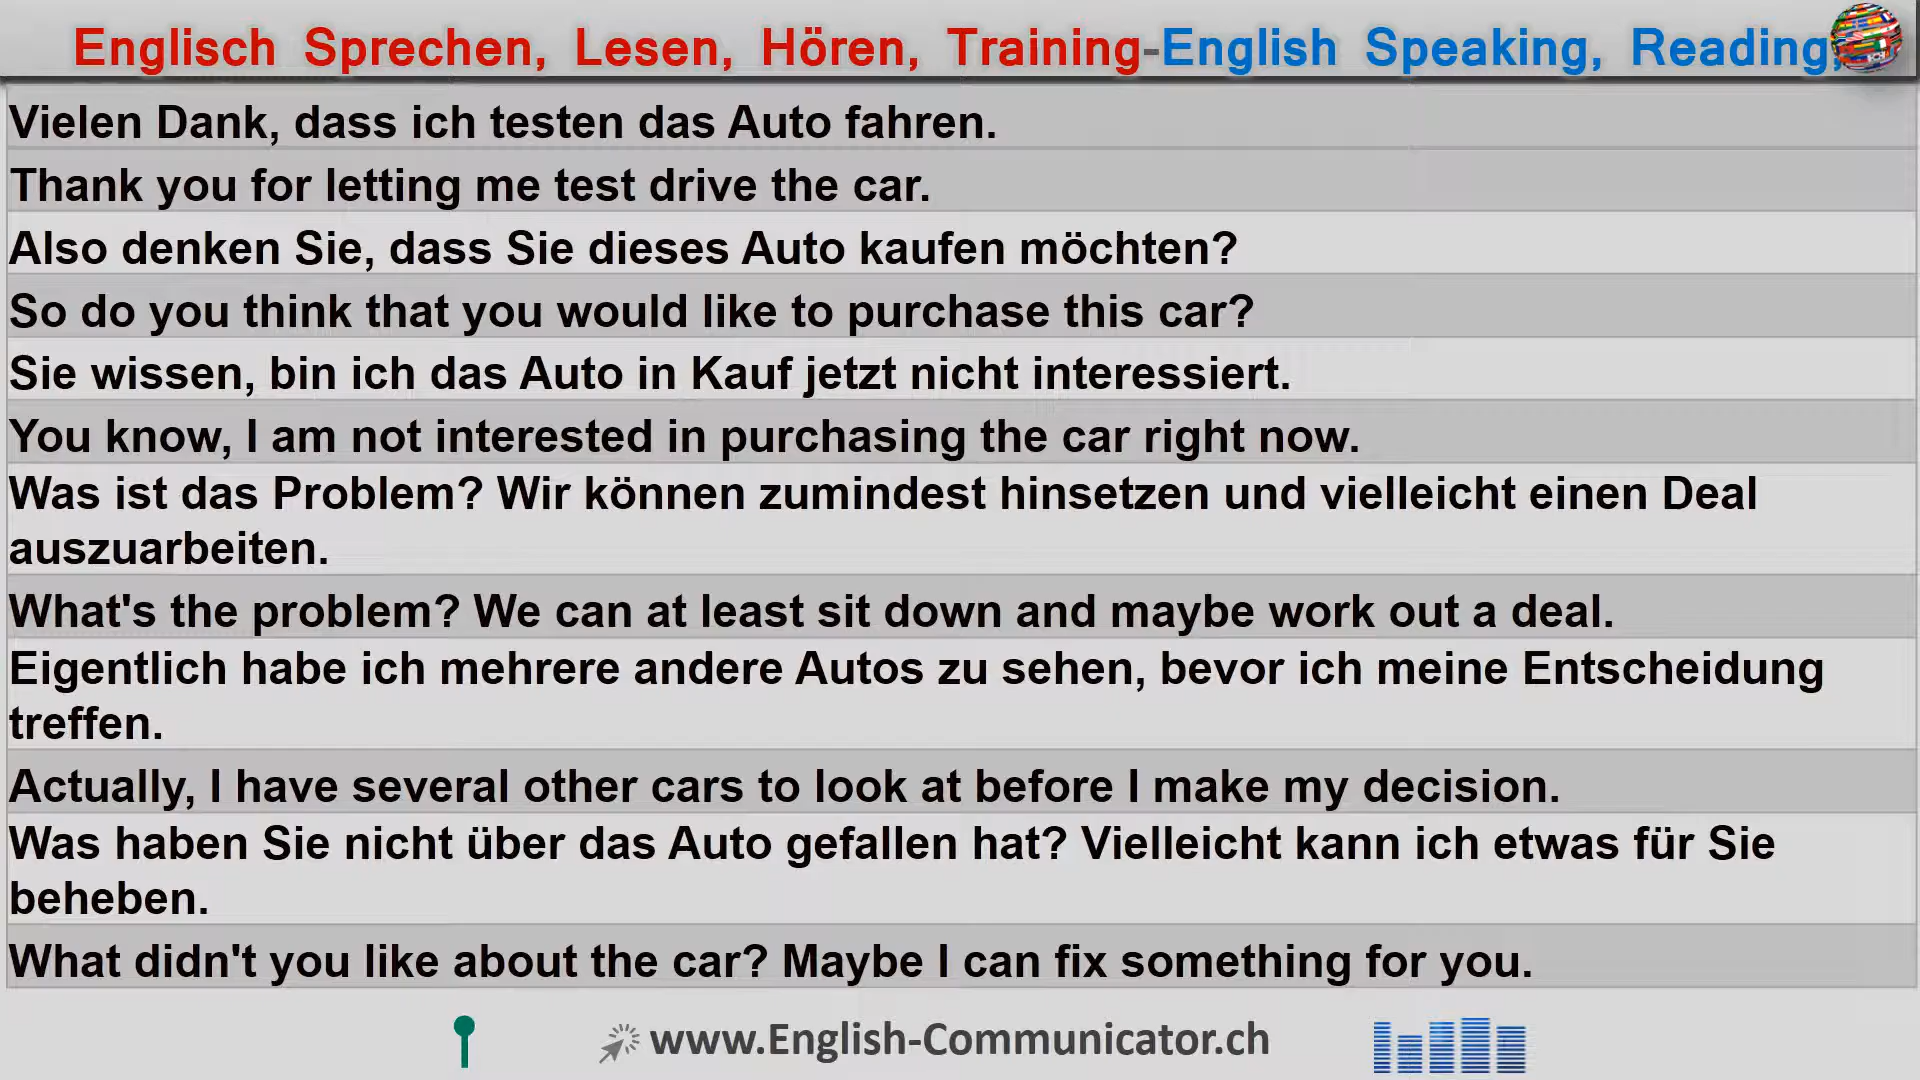 Englisch Sprechen, Lesen, Hören, Training-English Speaking, Reading,
Vielen Dank, dass ich testen das Auto fahren.
Thank you for letting me test drive the car.
Also denken Sie, dass Sie dieses Auto kaufen möchten?
So do you think that you would like to purchase this car?
Sie wissen, bin ich das Auto in Kauf jetzt nicht interessiert.
You know, I am not interested in purchasing the car right now.
Was ist das Problem? Wir können zumindest hinsetzen und vielleicht einen Deal
auszuarbeiten.
What's the problem? We can at least sit down and maybe work out a deal.
Eigentlich habe ich mehrere andere Autos zu sehen, bevor ich meine Entscheidung
treffen.
Actually, I have several other cars to look at before I make my decision.
Was haben Sie nicht über das Auto gefallen hat? Vielleicht kann ich etwas für Sie
beheben.
What didn't you like about the car? Maybe I can fix something for you.
www.English-Communicator.ch